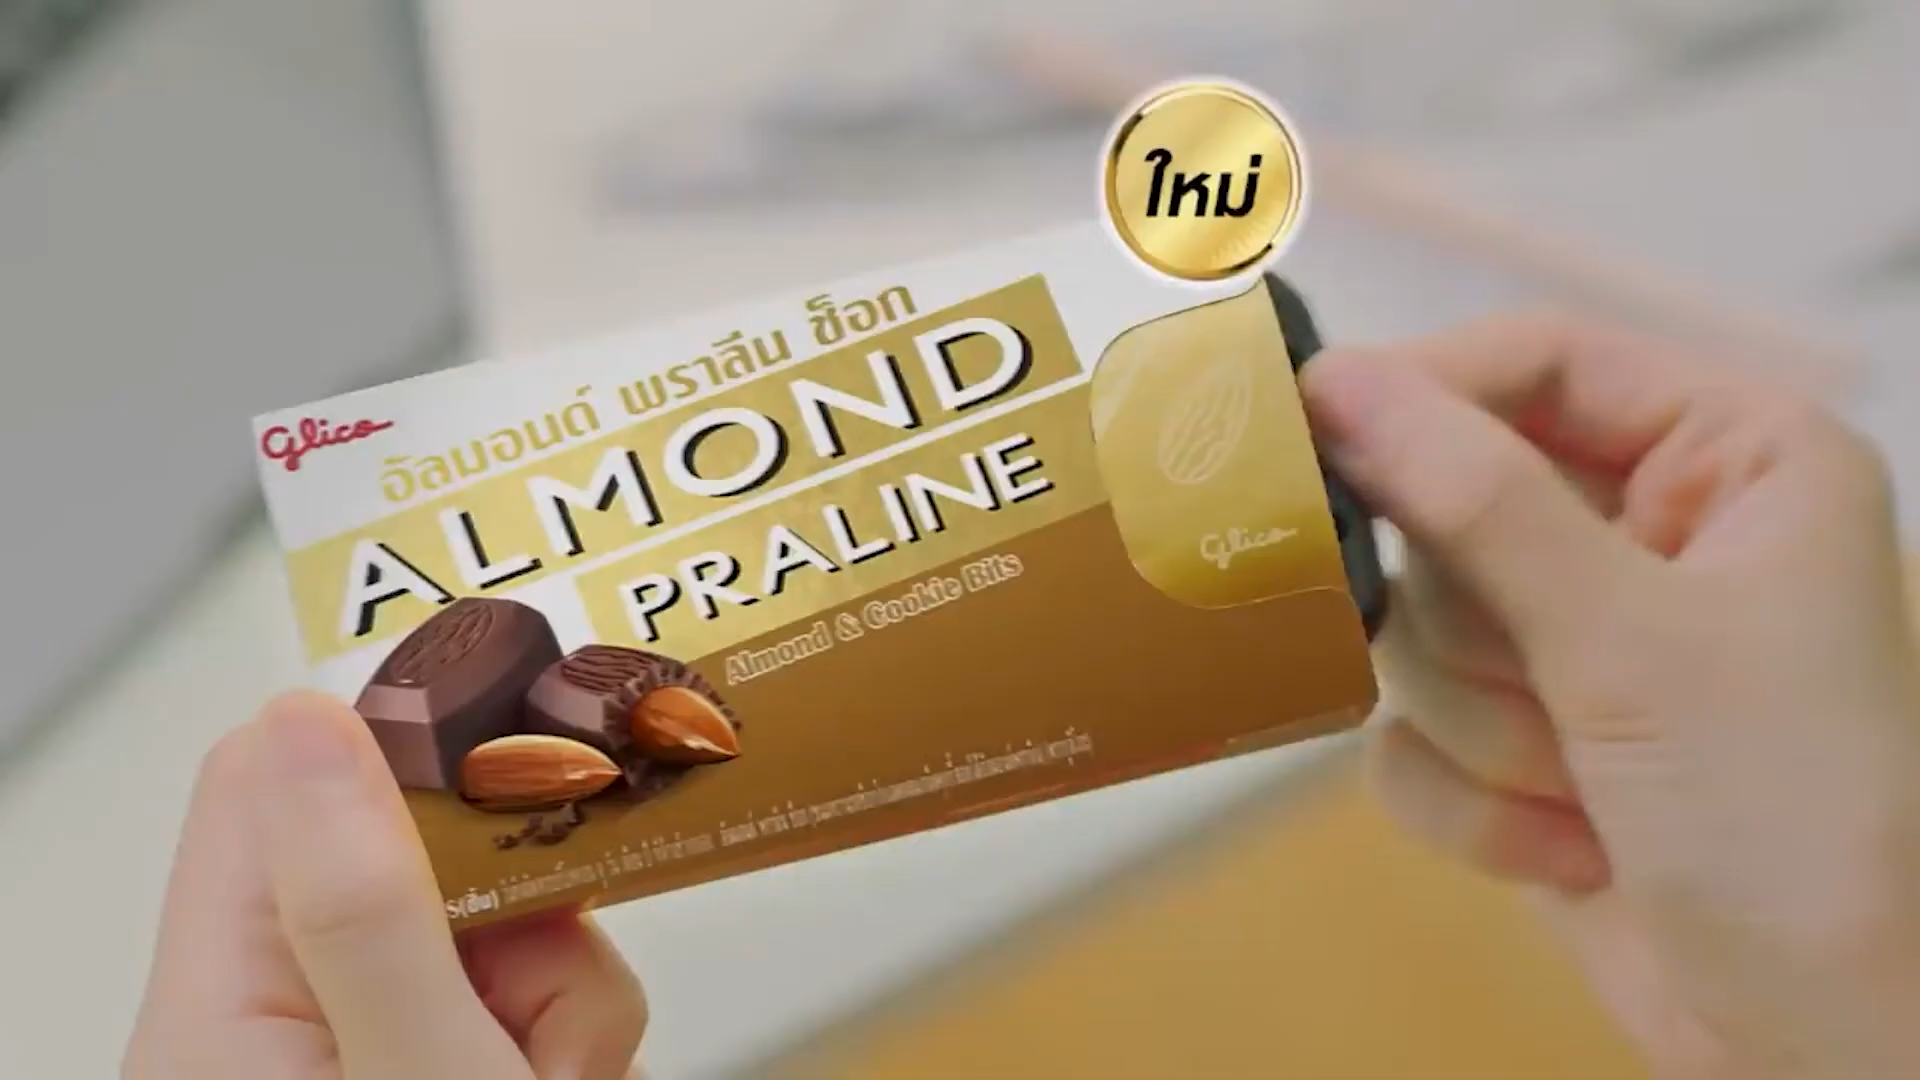 ใหม่
Glico
อัลมอนด์ พราลีน ช็อก
ALMOND
PRALINE
Almond & Cookie Bits
Glico